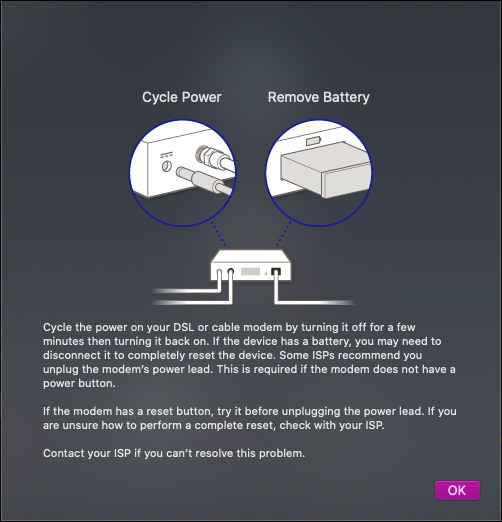 Cycle Power
Remove Battery
Cycle the power on your DSL or cable modem by turning it off for a few
minutes then turning it back on. If the device has a battery, you may need to
disconnect it to completely reset the device. Some ISPs recommend you
unplug the modem’s power lead. This is required if the modem does not have a
power button.
If the modem has a reset button, try it before unplugging the power lead. If you
are unsure how to perform a complete reset, check with your ISP.
Contact your ISP if you can’t resolve this problem.
OK